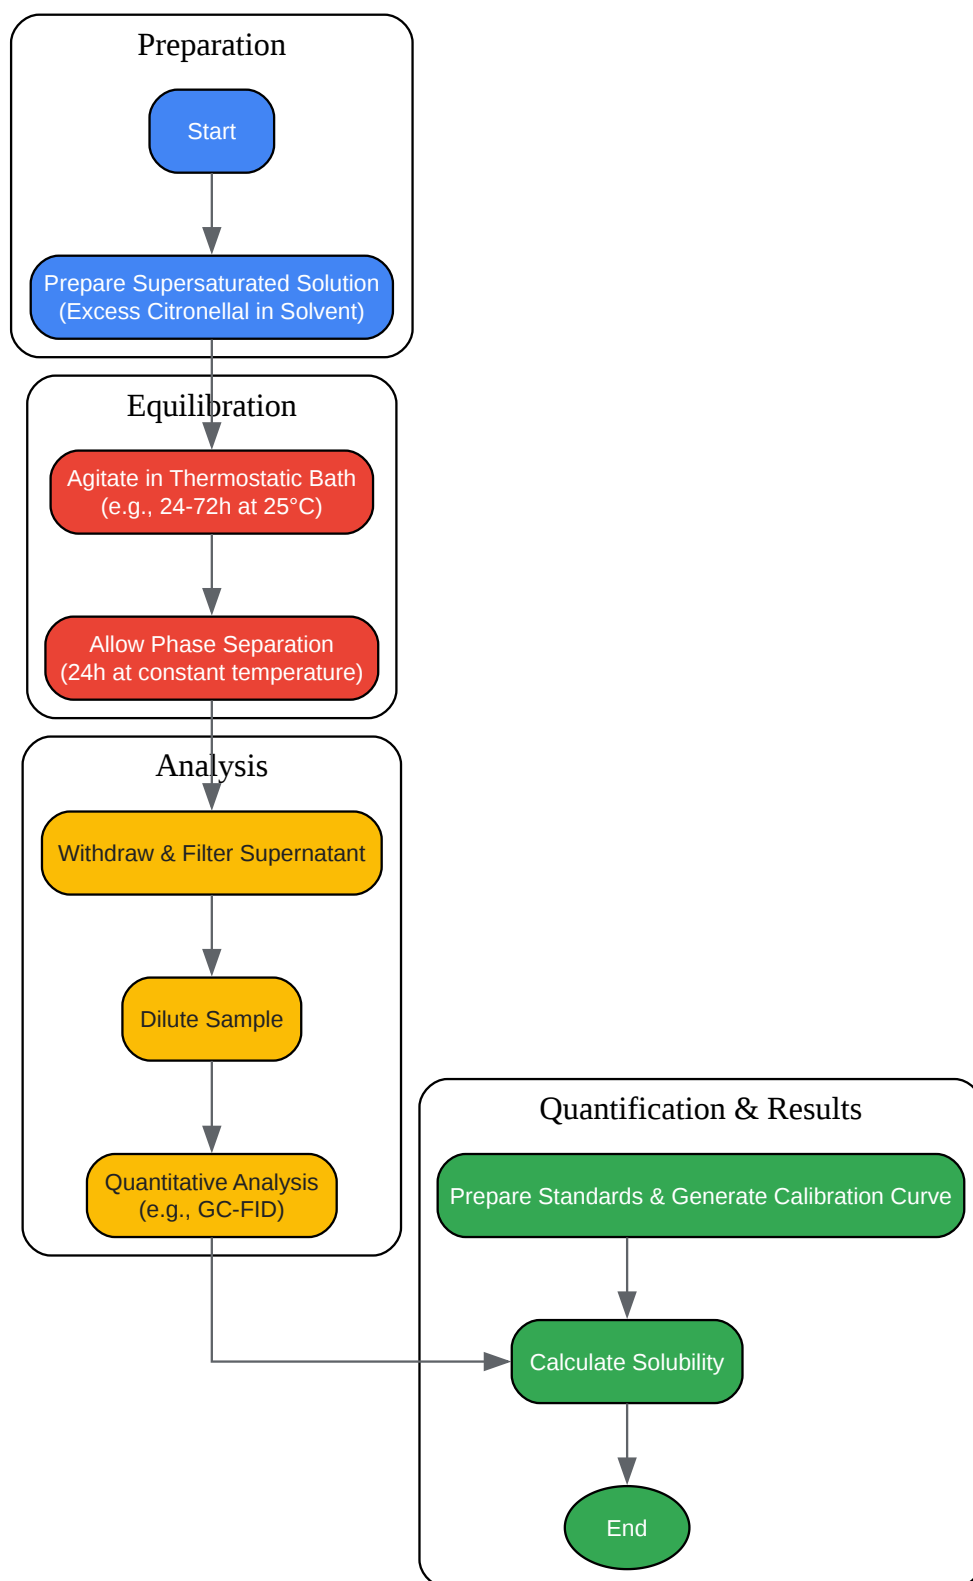 Preparation
Start
Prepare Supersaturated Solution
(Excess Citronellal in Solvent)
Equilibration
Agitate in Thermostatic Bath
(e.g., 24-72h at 25°C)
Allow Phase Separation
(24h at constant temperature)
Analysis
Withdraw & Filter Supernatant
Dilute Sample
Quantitative Analysis
(e.g., GC-FID)
Quantification & Results
Prepare Standards & Generate Calibration Curve
Calculate Solubility
End